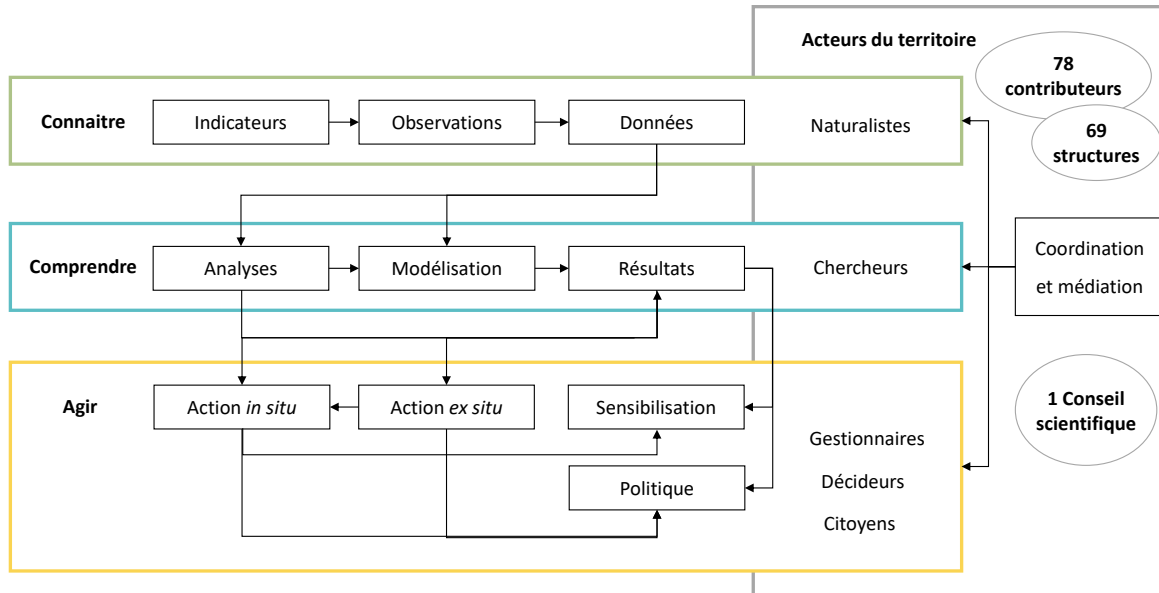 Acteurs du territoire
78
contributeurs
69
structures
Connaitre
Indicateurs
Observations
Données
Naturalistes
Comprendre
Analyses
Modélisation
Résultats
Chercheurs
Coordination
et médiation
Agir
Action in situ
Action ex situ
Sensibilisation
Politique
Gestionnaires
Décideurs
Citoyens
1 Conseil
scientifique